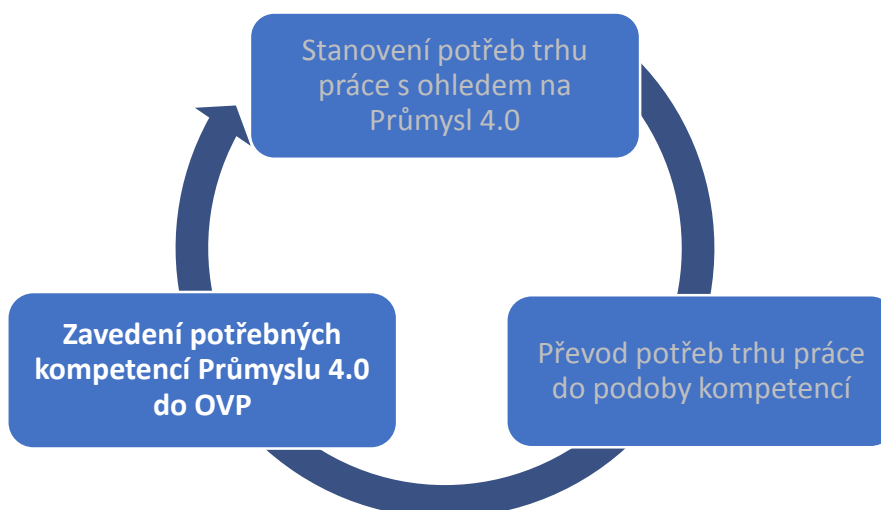 Stanovení potřeb trhu
práce s ohledem na
Průmysl 4.0
Zavedení potřebných
kompetencí Průmyslu 4.0
do OVP
Převod potřeb trhu práce
do podoby kompetencí